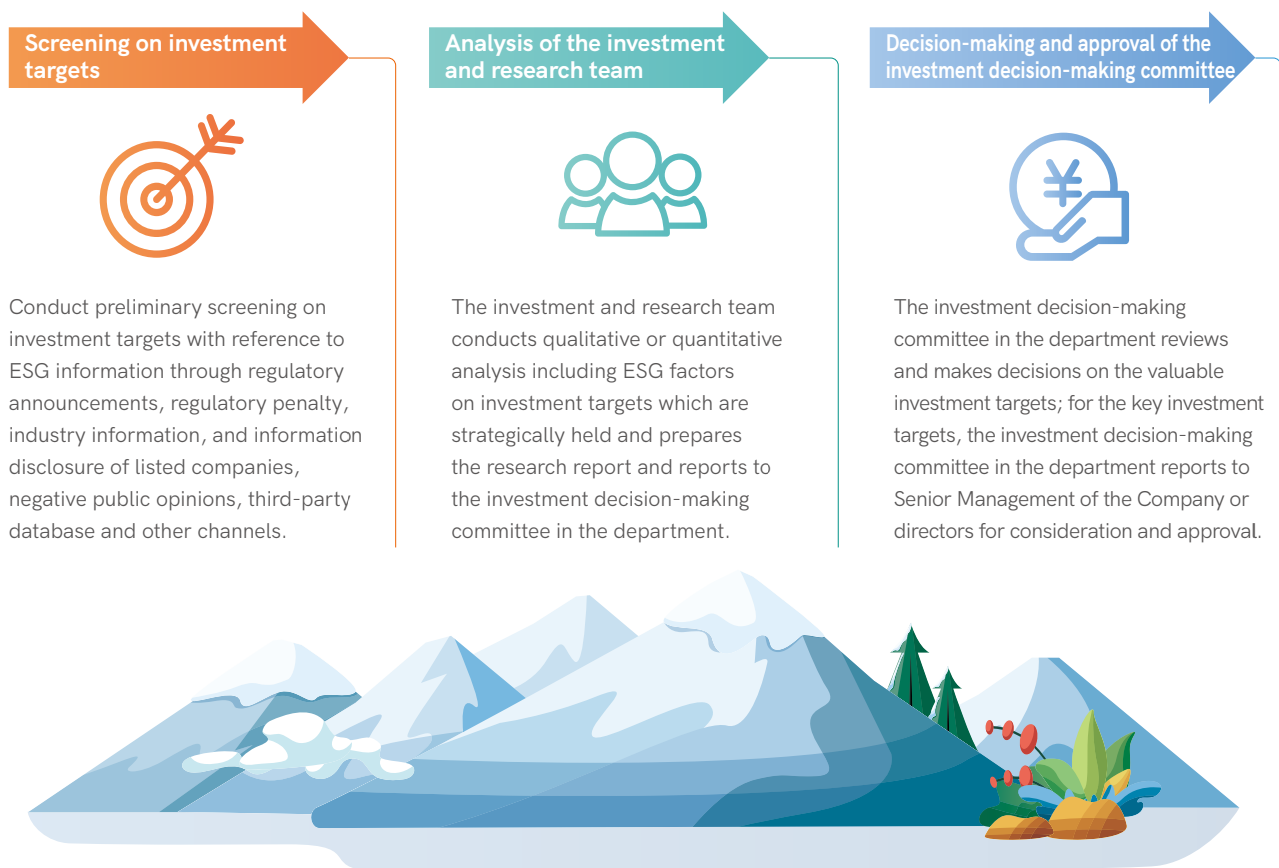 Screening on investment
targets
Conduct preliminary screening on
investment targets with reference to
ESG information through regulatory
announcements, regulatory penalty,
industry information, and information
disclosure of listed companies,
negative public opinions, third-party
database and other channels.
Analysis of the investment
and research team
The investment and research team
conducts qualitative or quantitative
analysis including ESG factors
on investment targets which are
strategically held and prepares
the research report and reports to
the investment decision-making
committee in the department.
Decision-making and approval of the
investment decision-making committee
¥
The investment decision-making
committee in the department reviews
and makes decisions on the valuable
investment targets; for the key investment
targets, the investment decision-making
committee in the department reports to
Senior Management of the Company or
directors for consideration and approval.